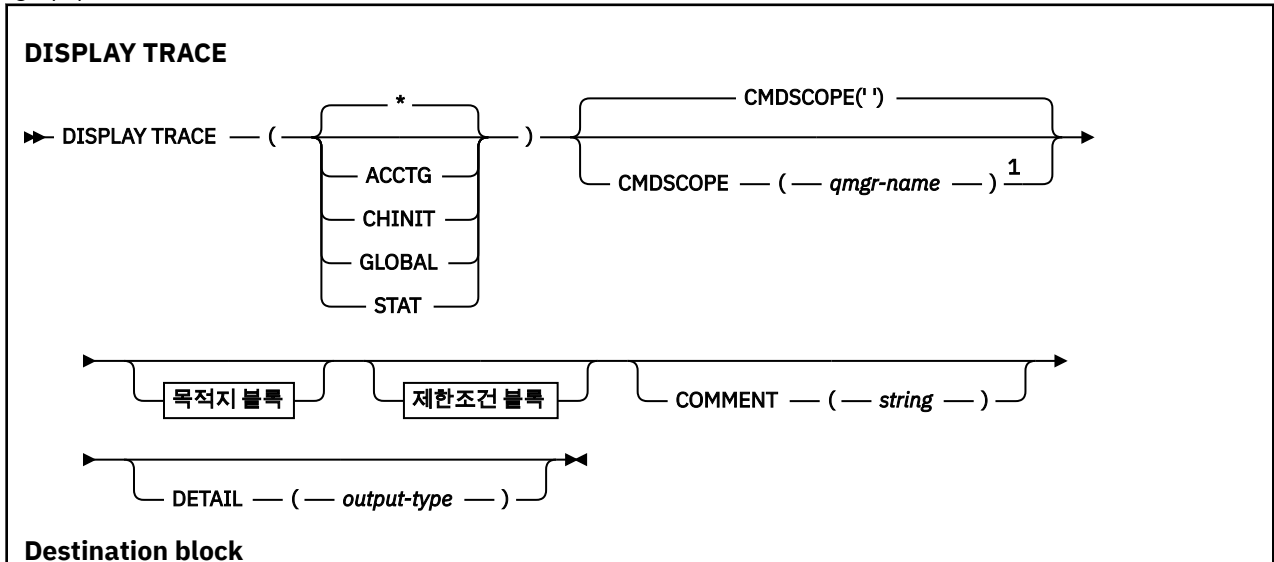 DISPLAY TRACE
*
CMDSCOPE(' ')
DISPLAY TRACE ( )
ACCTG
CMDSCOPE ( qmgr-name ) 1
CHINIT
GLOBAL
STAT
목적지 블록 제한조건 블록 COMMENT ( string )
DETAIL ( output-type )
Destination block